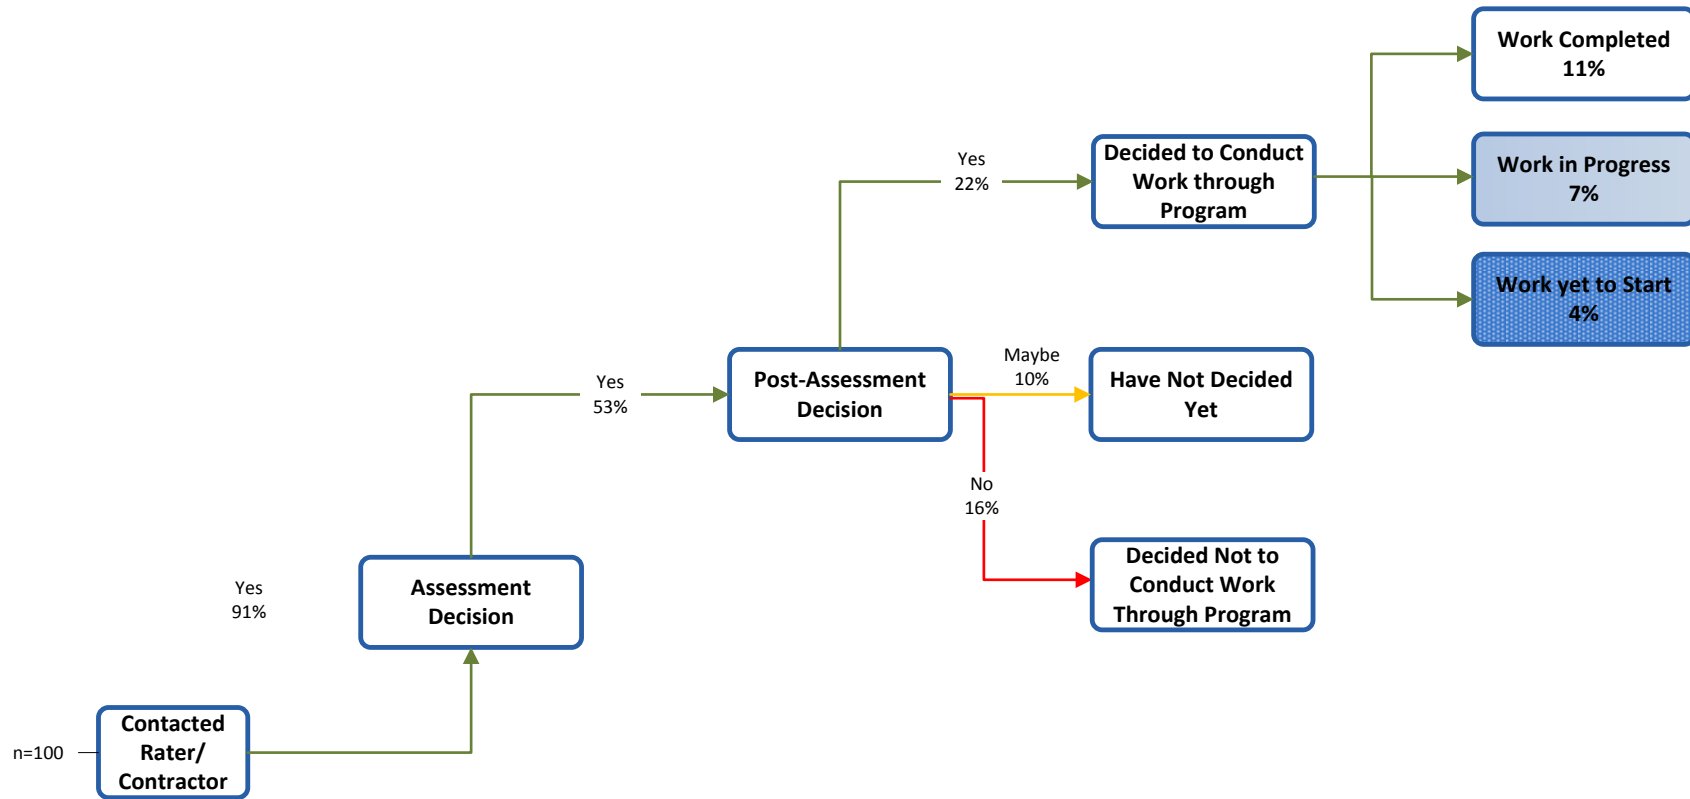 Work Completed
11%
Decided to Conduct
Work through
Program
Yes
22%
Work in Progress
7%
Work yet to Start
4%
Yes
53%
Post-Assessment
Decision
Maybe
10%
Have Not Decided
Yet
No
16%
Decided Not to
Conduct Work
Through Program
Yes
91%
Assessment
Decision
n=100
Contacted
Rater/
Contractor